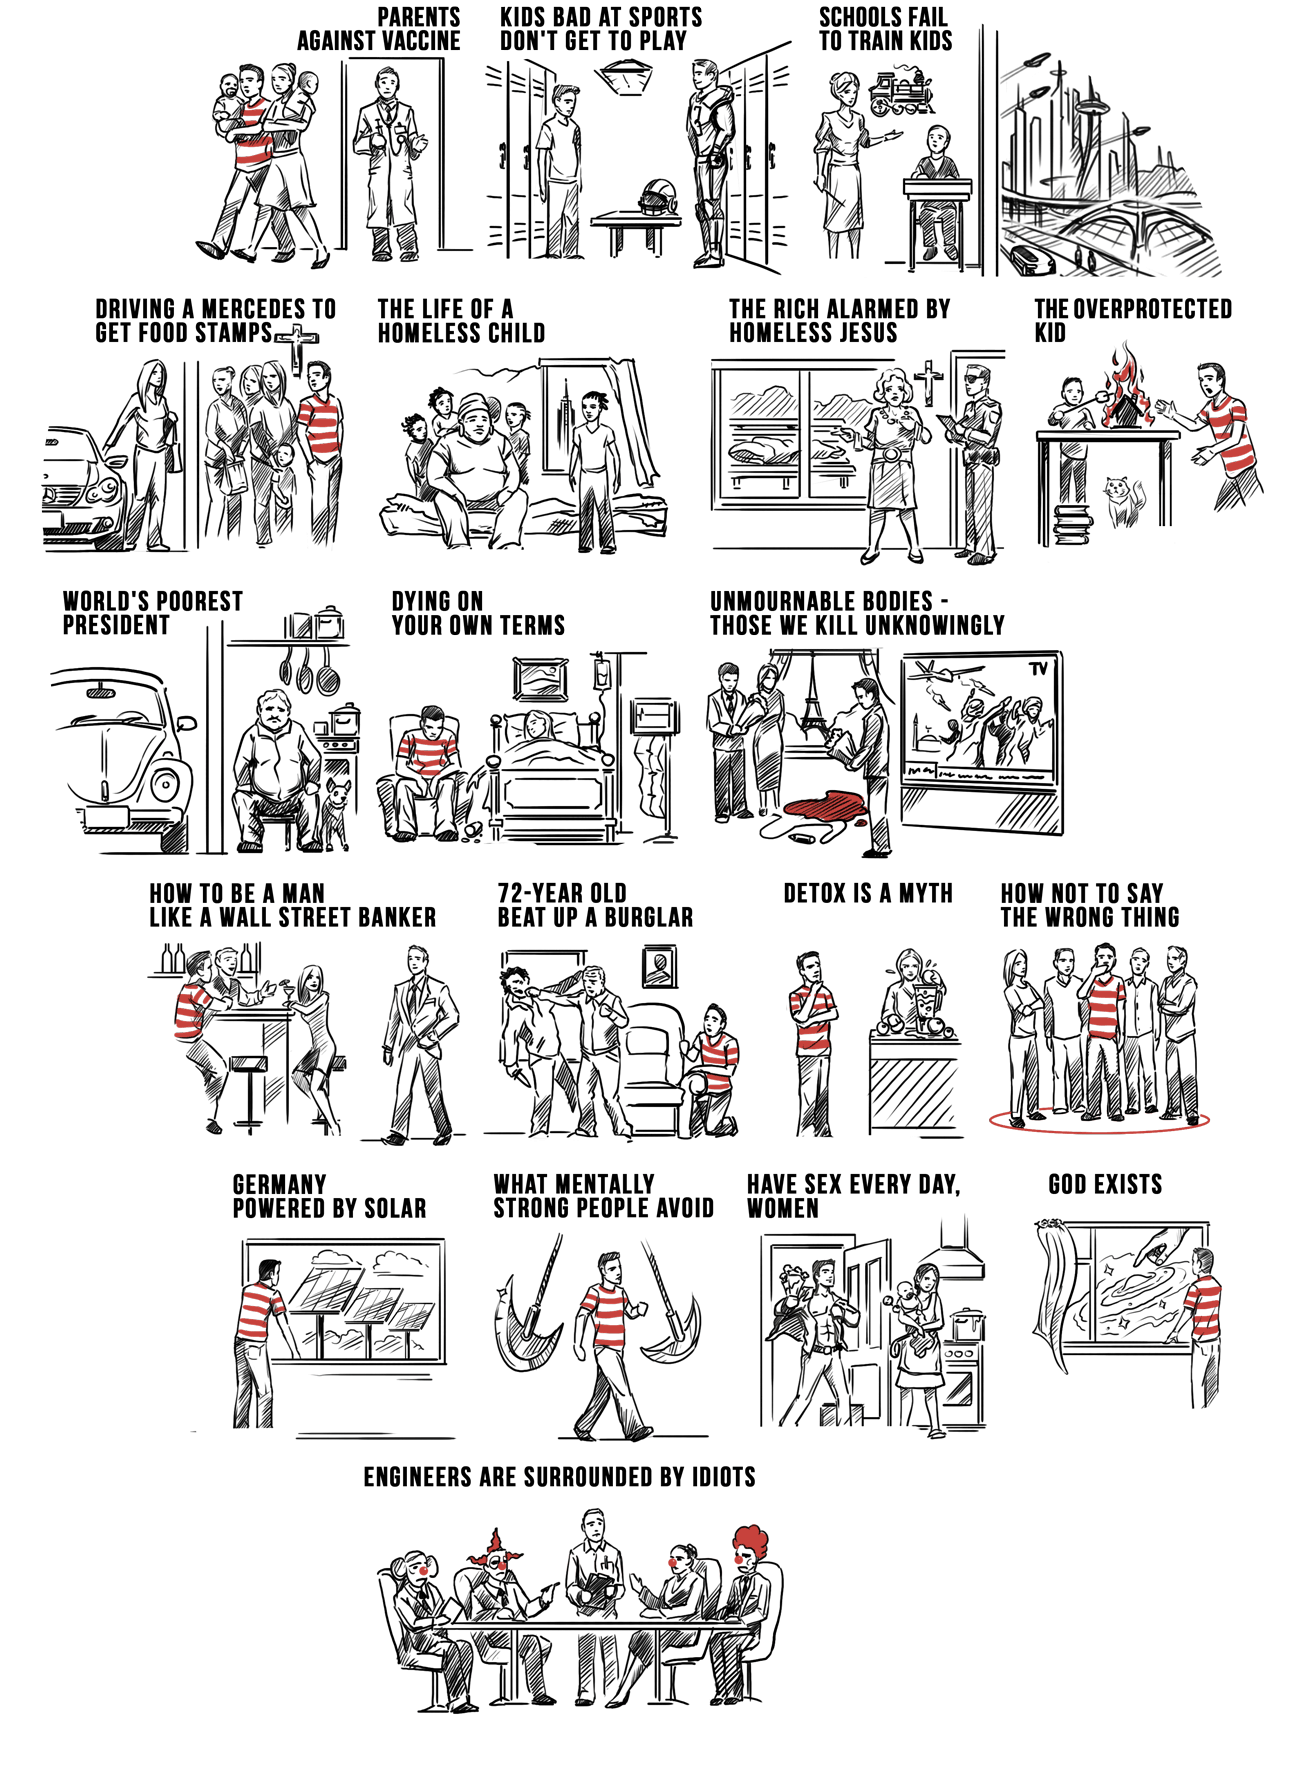 PARENTS
AGAINST VACCINE
KIDS BAD AT SPORTS
DON'T GET TO PLAY
SCHOOLS FAIL
TO TRAIN KIDS
DRIVING A MERCEDES TO
GET FOOD STAMPS
THE LIFE OF A
HOMELESS CHILD
THE RICH ALARMED BY
HOMELESS JESUS
THE OVERPROTECTED
KID
WORLD'S POOREST
PRESIDENT
DYING ON
YOUR OWN TERMS
UNMOURNABLE BODIES -
THOSE WE KILL UNKNOWINGLY
TV
HOW TO BE A MAN
LIKE A WALL STREET BANKER
72-YEAR OLD
BEAT UP A BURGLAR
DETOX IS A MYTH
HOW NOT TO SAY
THE WRONG THING
GERMANY
POWERED BY SOLAR
WHAT MENTALLY
STRONG PEOPLE AVOID
HAVE SEX EVERY DAY,
WOMEN
GOD EXISTS
ENGINEERS ARE SURROUNDED BY IDIOTS